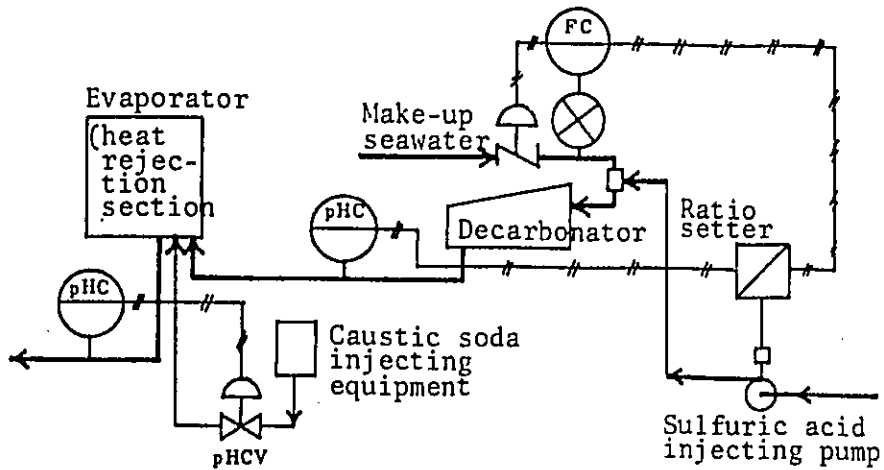 FC
Evaporator
(heat
rejec-
tion
section
Make-up
seawater
pHC
Decarbonator
Ratio
setter
pHC
Caustic soda
injecting
equipment
pHCV
Sulfuric acid
injecting pump